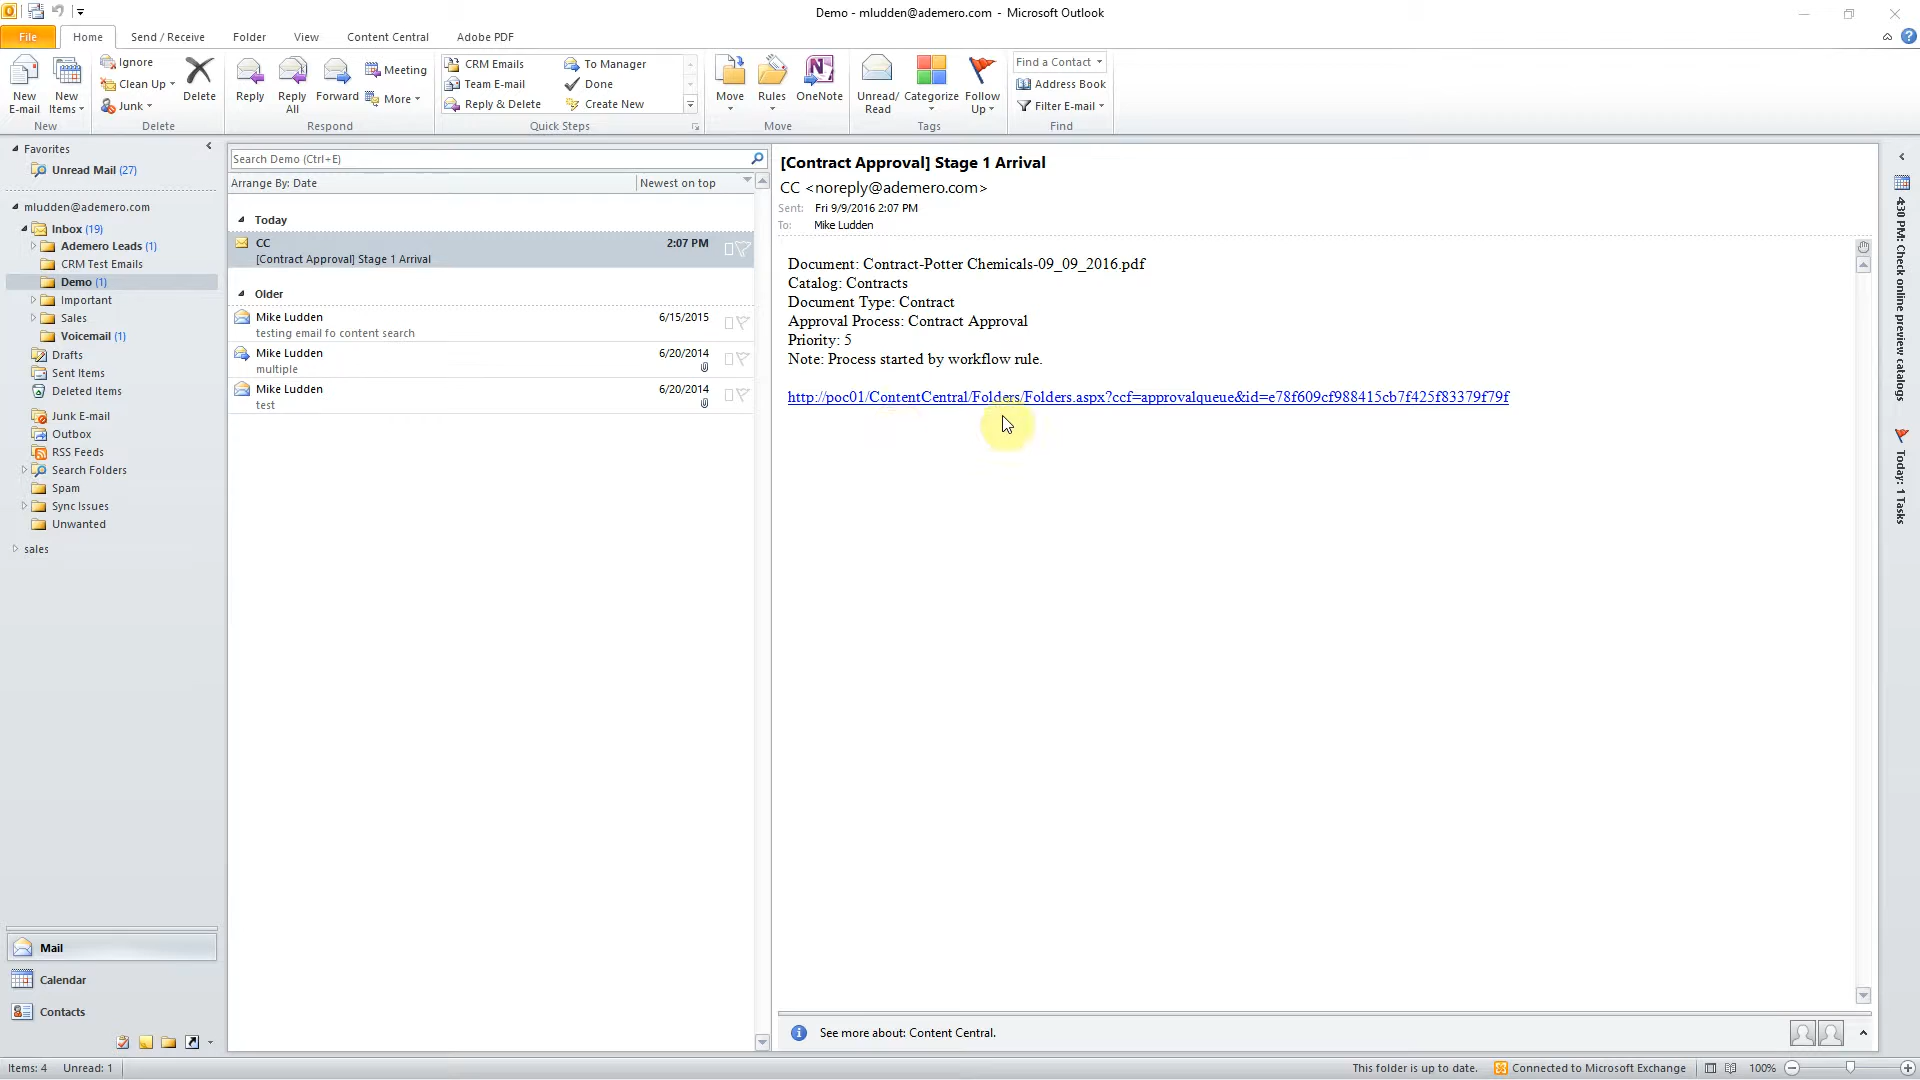 Demo - mludden@ademero.com - Microsoft Outlook
File Home Send / Receive Folder View Content Central Adobe PDF
New E-mail
New Items
New
Ignore
Clean Up
Junk
Delete
Delete
Reply
Reply All
Forward
Meeting
More
Respond
CRM Emails
Team E-mail
Reply & Delete
To Manager
Done
Create New
Quick Steps
Move
Rules
OneNote
Move
Unread/ Read
Categorize
Follow Up
Tags
Find a Contact
Address Book
Filter E-mail
Find
Favorites
Unread Mail (27)
mludden@ademero.com
Inbox (19)
Ademero Leads (1)
CRM Test Emails
Demo (1)
Important
Sales
Voicemail (1)
Drafts
Sent Items
Deleted Items
Junk E-mail
Outbox
RSS Feeds
Search Folders
Spam
Sync Issues
Unwanted
sales
Mail
Calendar
Contacts
Search Demo (Ctrl+E)
Arrange By: Date Newest on top
Today
CC 2:07 PM
[Contract Approval] Stage 1 Arrival
Older
Mike Ludden 6/15/2015
testing email fo content search
Mike Ludden 6/20/2014
multiple
Mike Ludden 6/20/2014
test
[Contract Approval] Stage 1 Arrival
CC <noreply@ademero.com>
Sent: Fri 9/9/2016 2:07 PM
To: Mike Ludden
Document: Contract-Potter Chemicals-09_09_2016.pdf
Catalog: Contracts
Document Type: Contract
Approval Process: Contract Approval
Priority: 5
Note: Process started by workflow rule.
http://poc01/ContentCentral/Folders/Folders.aspx?ccf=approvalqueue&id=e78f609cf988415cb7f425f83379f79f
See more about: Content Central.
4:30 PM: Check online preview catalogs
Today: 1 Tasks
Items: 4 Unread: 1
This folder is up to date. Connected to Microsoft Exchange 100%